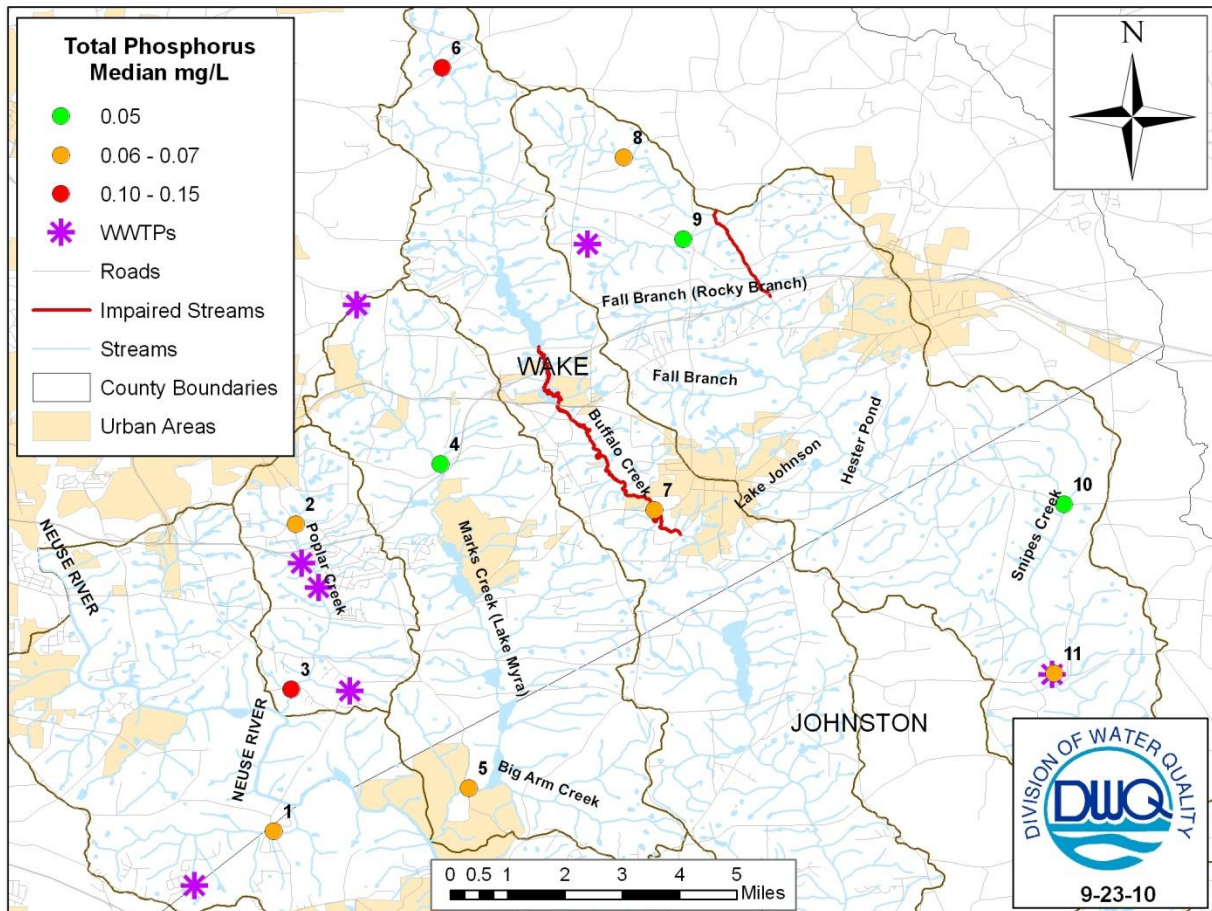 Total Phosphorus
Median mg/L
0.05
0.06 - 0.07
0.10 - 0.15
WWTPs
Roads
Impaired Streams
Streams
County Boundaries
Urban Areas
N
6
8
9
Fall Branch (Rocky Branch)
WAKE
Fall Branch
Buffalo Creek
Lake Johnson
Hester Pond
4
7
10
Snipes Creek
2
Poplar Creek
NEUSE RIVER
Marks Creek (Lake Myra)
3
11
NEUSE RIVER
JOHNSTON
5
Big Arm Creek
1
0 0.5 1 2 3 4 5
Miles
DIVISION OF WATER QUALITY
DWQ
9-23-10